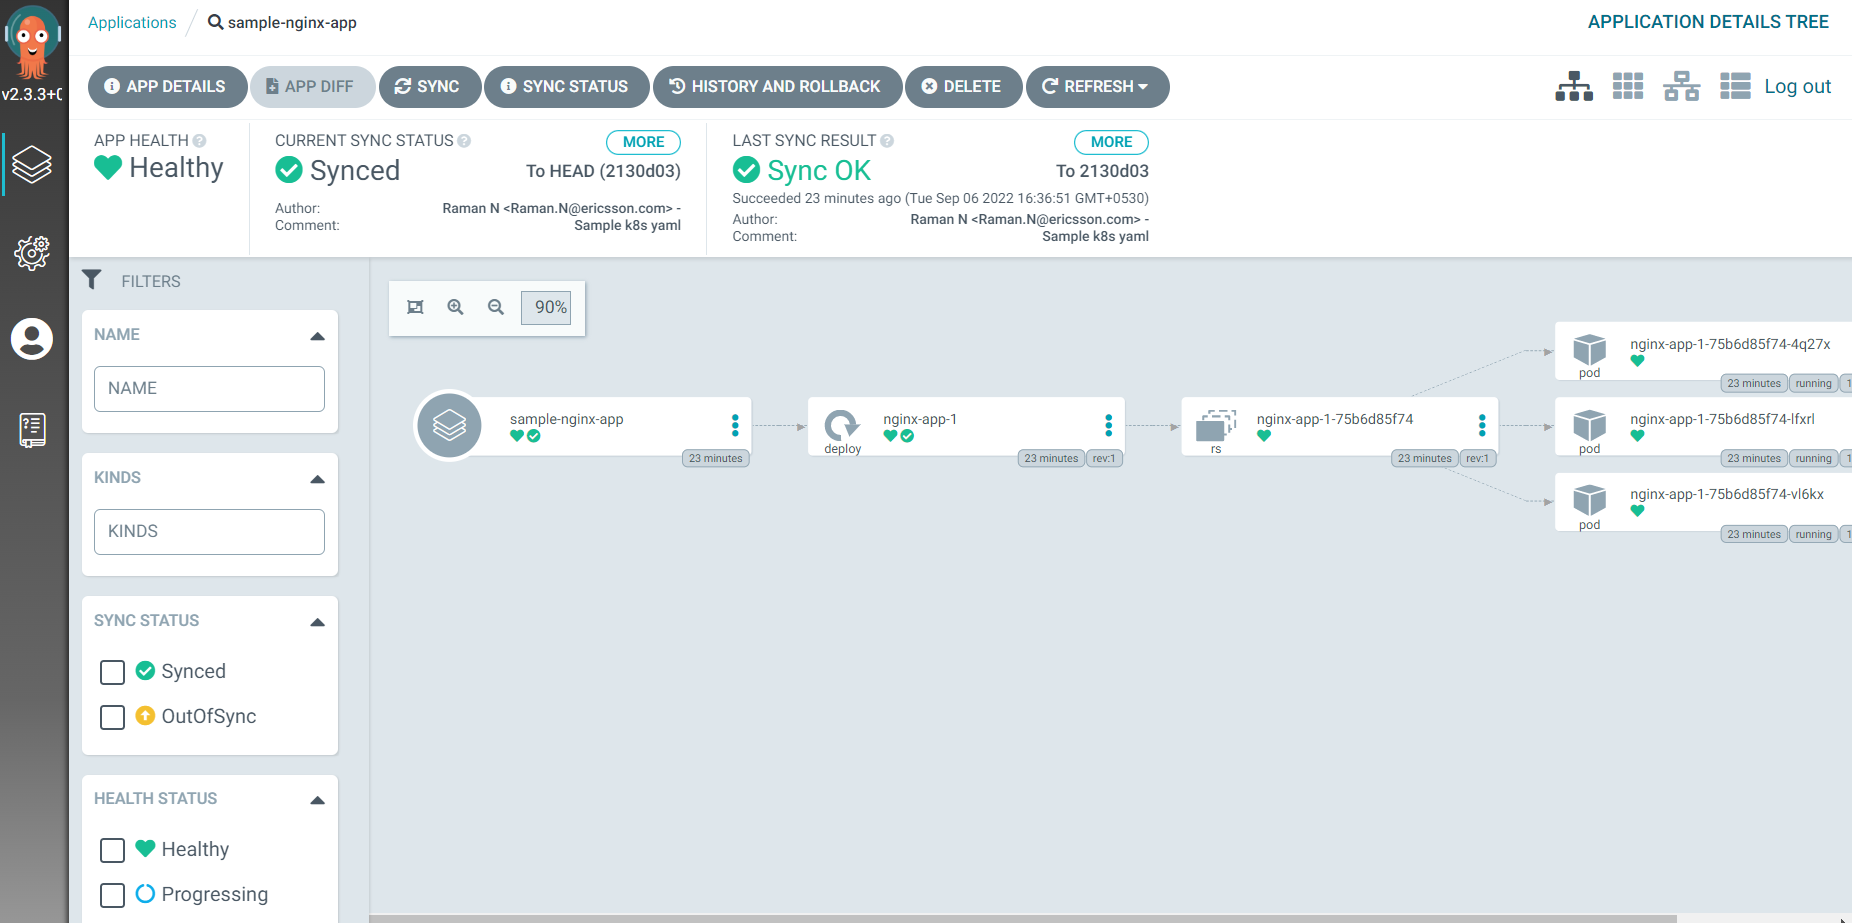 Applications / sample-nginx-app
APPLICATION DETAILS TREE
v2.3.3+
APP DETAILS
APP DIFF
SYNC
SYNC STATUS
HISTORY AND ROLLBACK
DELETE
REFRESH
Log out
APP HEALTH
Healthy
CURRENT SYNC STATUS
MORE
Synced
To HEAD (2130d03)
Author:
Raman N <Raman.N@ericsson.com> -
Comment:
Sample k8s yaml
LAST SYNC RESULT
MORE
Sync OK
To 2130d03
Succeeded 23 minutes ago (Tue Sep 06 2022 16:36:51 GMT+0530)
Author:
Raman N <Raman.N@ericsson.com> -
Comment:
Sample k8s yaml
FILTERS
NAME
NAME
KINDS
KINDS
SYNC STATUS
Synced
OutOfSync
HEALTH STATUS
Healthy
Progressing
90%
sample-nginx-app
23 minutes
nginx-app-1
deploy
23 minutes rev:1
nginx-app-1-75b6d85f74
rs
23 minutes rev:1
nginx-app-1-75b6d85f74-4q27x
pod
23 minutes running 1
nginx-app-1-75b6d85f74-lfxrl
pod
23 minutes running 1
nginx-app-1-75b6d85f74-vl6kx
pod
23 minutes running 1